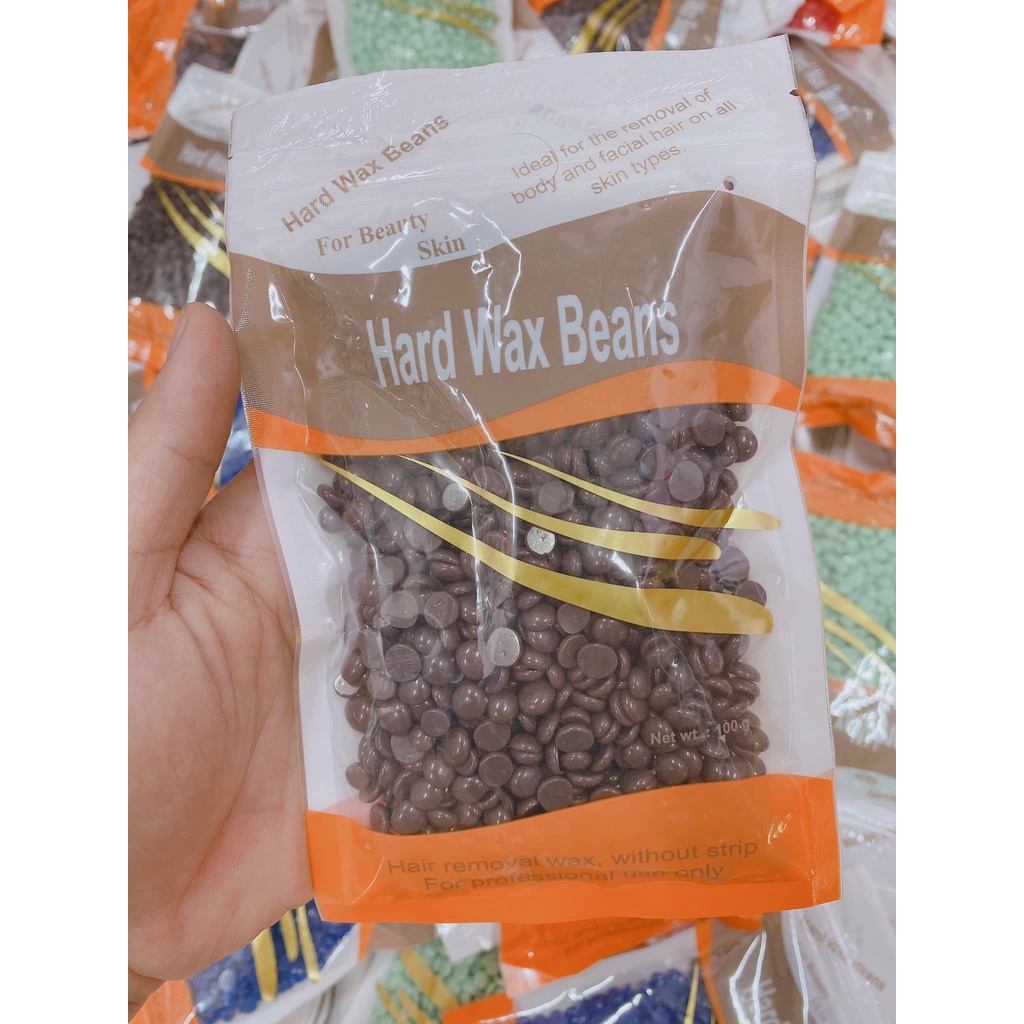 Hard Wax Beans
For Beauty
Skin
Ideal for the removal of
body and facial hair on all
skin types.
Hard Wax Beans
Net wt.: 100 g
Hair removal wax, without strip
For professional use only